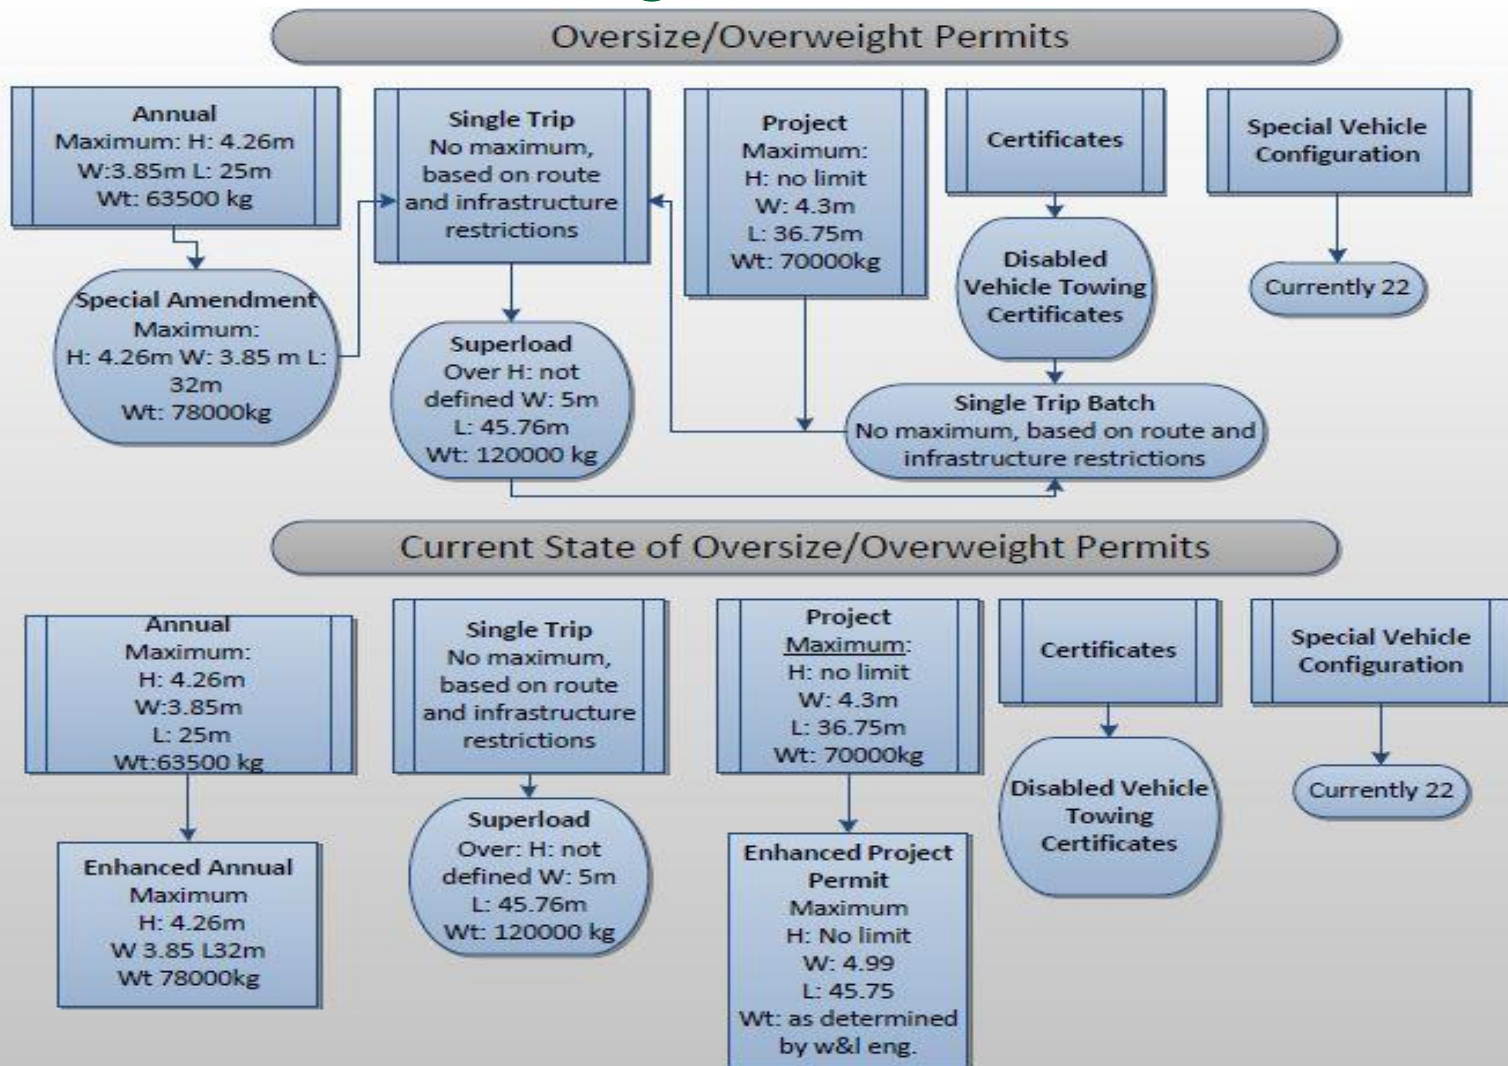 Oversize/Overweight Permits
Annual
Maximum: H: 4.26m
W:3.85m L: 25m
Wt: 63500 kg
Single Trip
No maximum,
based on route
and infrastructure
restrictions
Project
Maximum:
H: no limit
W: 4.3m
L: 36.75m
Wt: 70000kg
Certificates
Special Vehicle
Configuration
Special Amendment
Maximum:
H: 4.26m W: 3.85 m L:
32m
Wt: 78000kg
Superload
Over H: not
defined W: 5m
L: 45.76m
Wt: 120000 kg
Disabled
Vehicle Towing
Certificates
Currently 22
Single Trip Batch
No maximum, based on route and
infrastructure restrictions
Current State of Oversize/Overweight Permits
Annual
Maximum:
H: 4.26m
W:3.85m
L: 25m
Wt:63500 kg
Single Trip
No maximum,
based on route
and infrastructure
restrictions
Project
Maximum:
H: no limit
W: 4.3m
L: 36.75m
Wt: 70000kg
Certificates
Special Vehicle
Configuration
Enhanced Annual
Maximum
H: 4.26m
W 3.85 L32m
Wt 78000kg
Superload
Over: H: not
defined W: 5m
L: 45.76m
Wt: 120000 kg
Enhanced Project
Permit
Maximum
H: No limit
W: 4.99
L: 45.75
Wt: as determined
by w&l eng.
Disabled Vehicle
Towing
Certificates
Currently 22